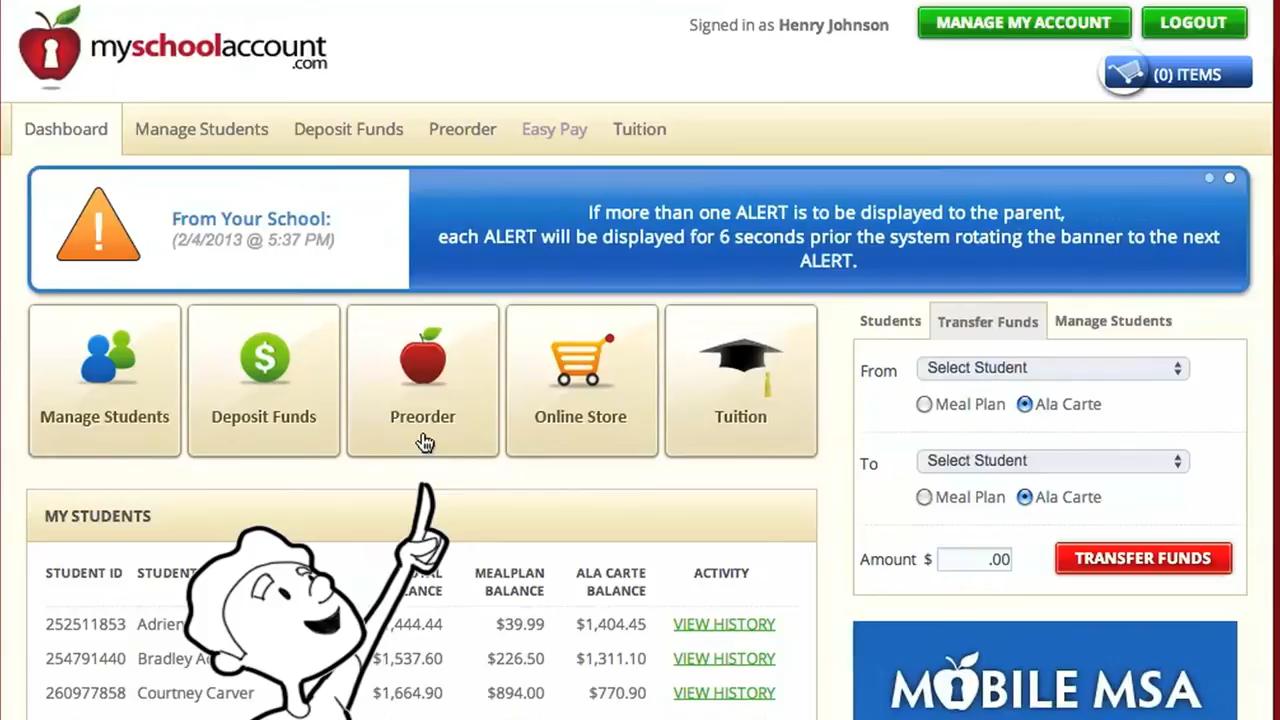 myschoolaccount
.com
Signed in as Henry Johnson
MANAGE MY ACCOUNT
LOGOUT
(0) ITEMS
Dashboard
Manage Students
Deposit Funds
Preorder
Easy Pay
Tuition
From Your School:
(2/4/2013 @ 5:37 PM)
If more than one ALERT is to be displayed to the parent,
each ALERT will be displayed for 6 seconds prior the system rotating the banner to the next
ALERT.
Manage Students
Deposit Funds
Preorder
Online Store
Tuition
Students
Transfer Funds
Manage Students
From
Select Student
Meal Plan
Ala Carte
To
Select Student
Meal Plan
Ala Carte
Amount $
.00
TRANSFER FUNDS
MY STUDENTS
STUDENT ID
MEALPLAN
BALANCE
ALA CARTE
BALANCE
ACTIVITY
252511853
$39.99
$1,404.45
VIEW HISTORY
254791440 Bradley
$1,537.60
$226.50
$1,311.10
VIEW HISTORY
260977858 Courtney Carver
$1,664.90
$894.00
$770.90
VIEW HISTORY
MOBILE MSA